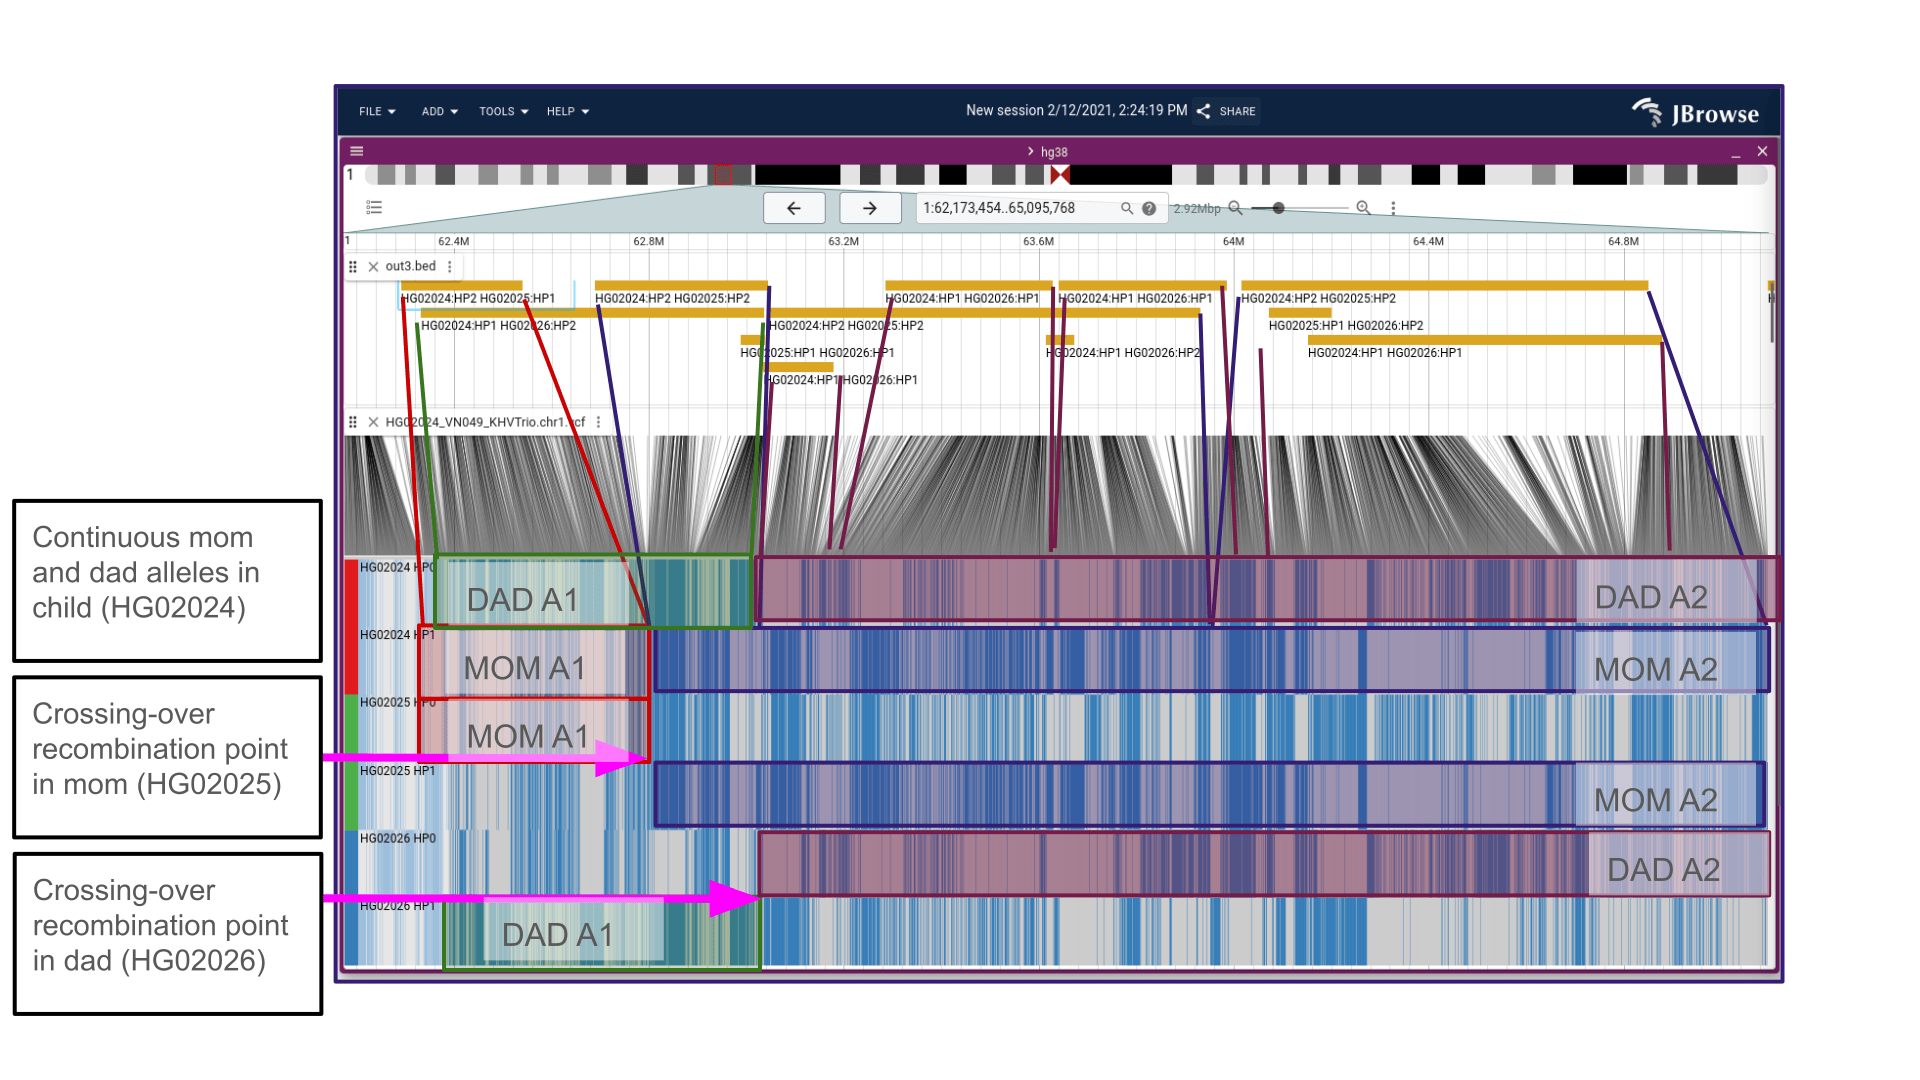 FILE ADD TOOLS HELP New session 2/12/2021, 2:24:19 PM SHARE JBrowse
hg38
1
1:62,173,454..65,095,768 2.92Mbp
1 62.4M 62.8M 63.2M 63.6M 64M 64.4M 64.8M
out3.bed
HG02024:HP2 HG02025:HP1 HG02024:HP2 HG02025:HP2 HG02024:HP1 HG02026:HP1 HG02024:HP1 HG02026:HP1 HG02024:HP2 HG02025:HP2
HG02024:HP1 HG02026:HP2 HG02024:HP2 HG02025:HP2 HG02025:HP1 HG02026:HP2
HG02025:HP1 HG02026:HP1 HG02024:HP1 HG02026:HP2 HG02024:HP1 HG02026:HP1
HG02024:HP1 HG02026:HP1
HG02024_VN049_KHVTrio.chr1.vcf
Continuous mom
and dad alleles in
child (HG02024)
Crossing-over
recombination point
in mom (HG02025)
Crossing-over
recombination point
in dad (HG02026)
HG02024 HP0
DAD A1 DAD A2
HG02024 HP1
MOM A1 MOM A2
HG02025 HP0
MOM A1
HG02025 HP1
MOM A2
HG02026 HP0
DAD A2
HG02026 HP1
DAD A1